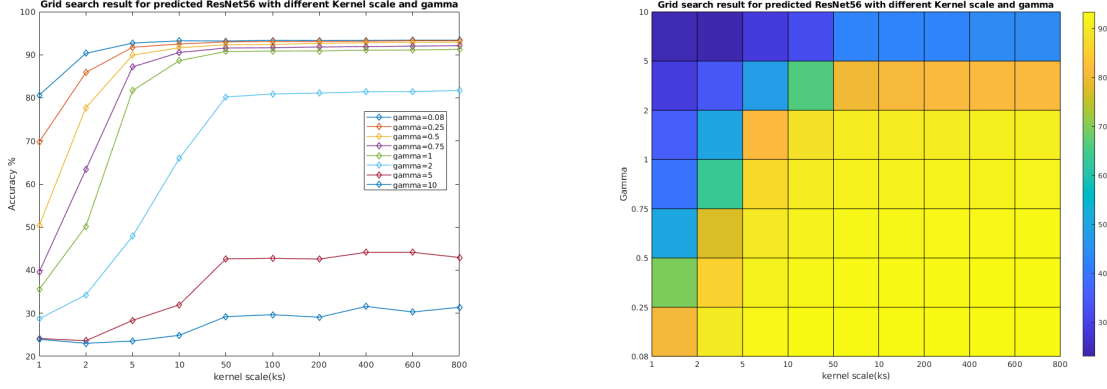 Grid search result for predicted ResNet56 with different Kernel scale and gamma
100
90
80
70
60
50
40
30
20
Accuracy %
gamma=0.08
gamma=0.25
gamma=0.5
gamma=0.75
gamma=1
gamma=2
gamma=5
gamma=10
1 2 5 10 50 100 200 400 600 800
kernel scale(ks)
Grid search result for predicted ResNet56 with different Kernel scale and gamma
10
5
2
1
0.75
0.5
0.25
0.08
Gamma
1 2 5 10 50 10 200 400 600 800
kernel scale(ks)
90
80
70
60
50
40
30